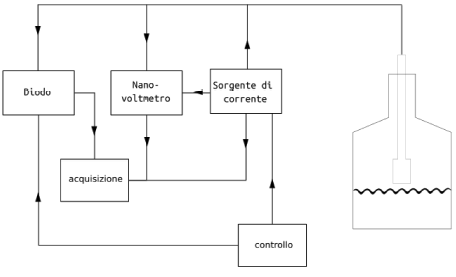 Diodo
Nano-
voltmetro
Sorgente di
corrente
acquisizione
controllo